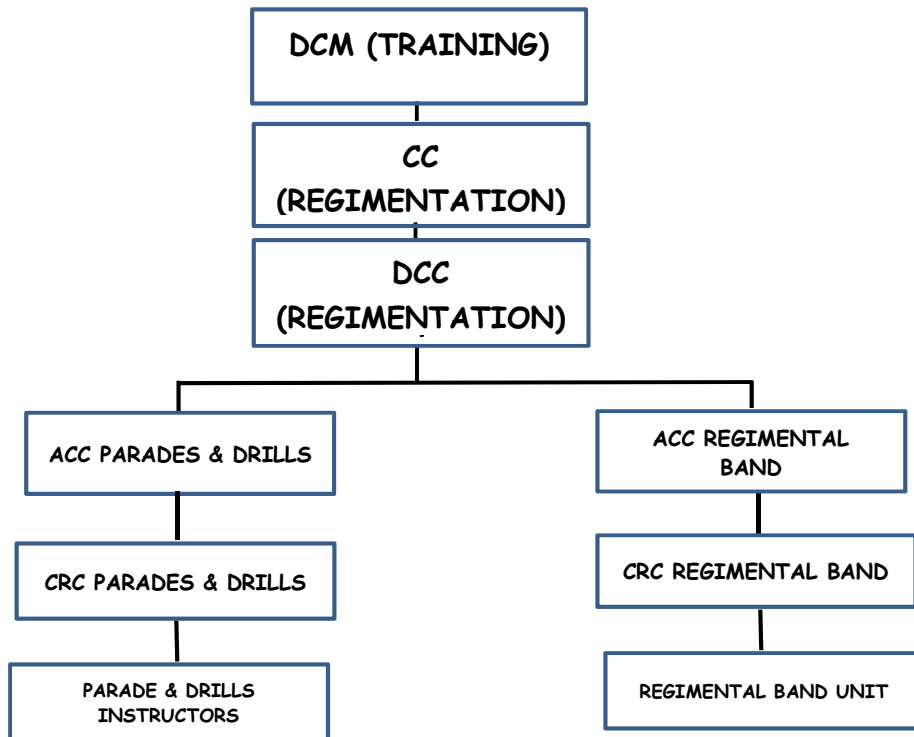 DCM (TRAINING)
CC
(REGIMENTATION)
DCC
(REGIMENTATION)
ACC PARADES & DRILLS
ACC REGIMENTAL
BAND
CRC PARADES & DRILLS
CRC REGIMENTAL BAND
PARADE & DRILLS
INSTRUCTORS
REGIMENTAL BAND UNIT